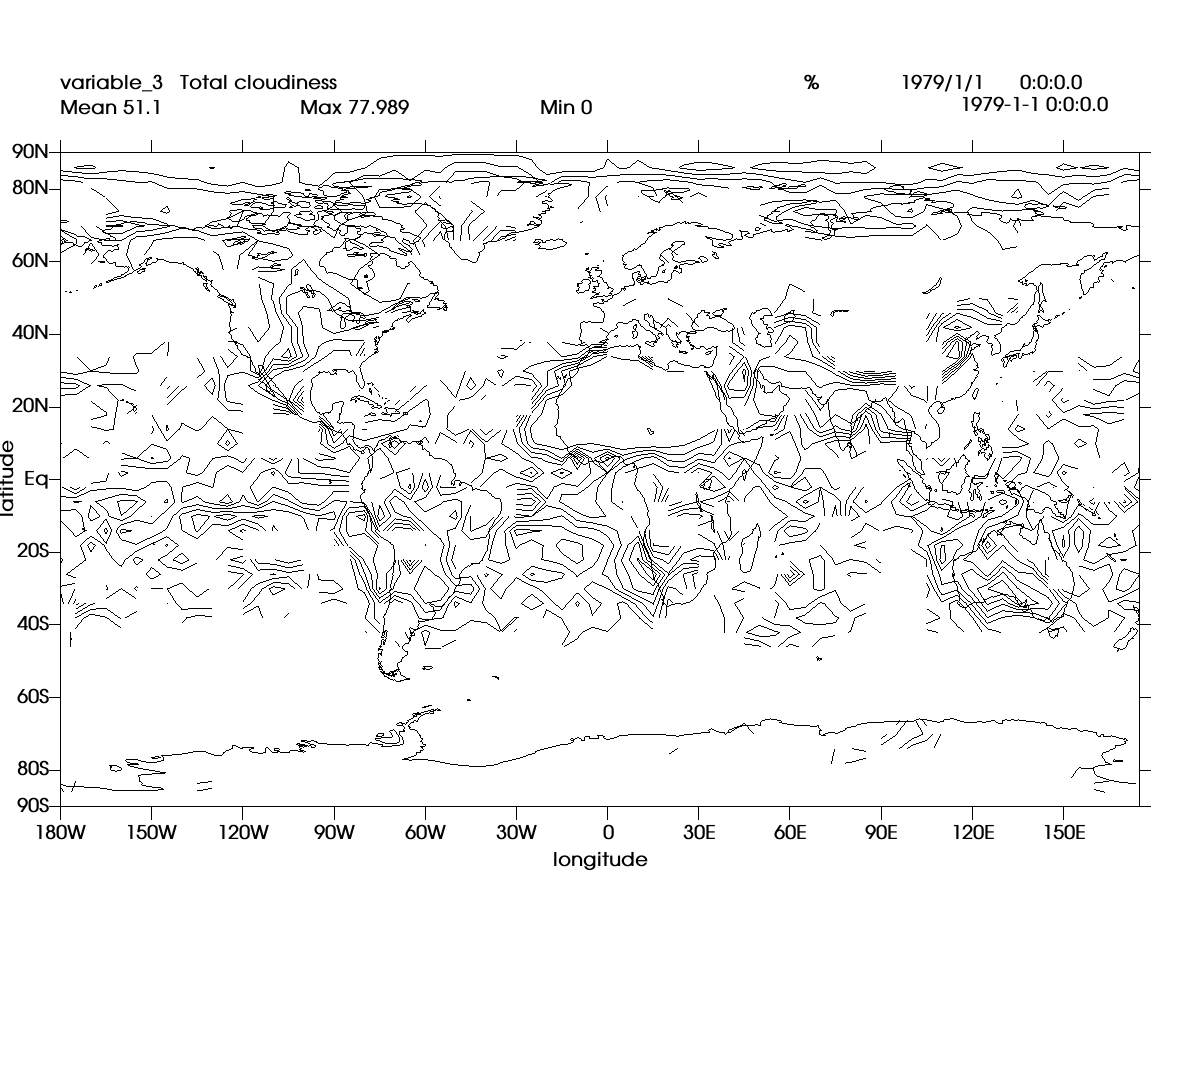 variable_3 Total cloudiness % 1979/1/1 0:0:0.0
Mean 51.1 Max 77.989 Min 0 1979-1-1 0:0:0.0
90N
80N
60N
40N
20N
Eq
20S
40S
60S
80S
90S
latitude
180W 150W 120W 90W 60W 30W 0 30E 60E 90E 120E 150E
longitude